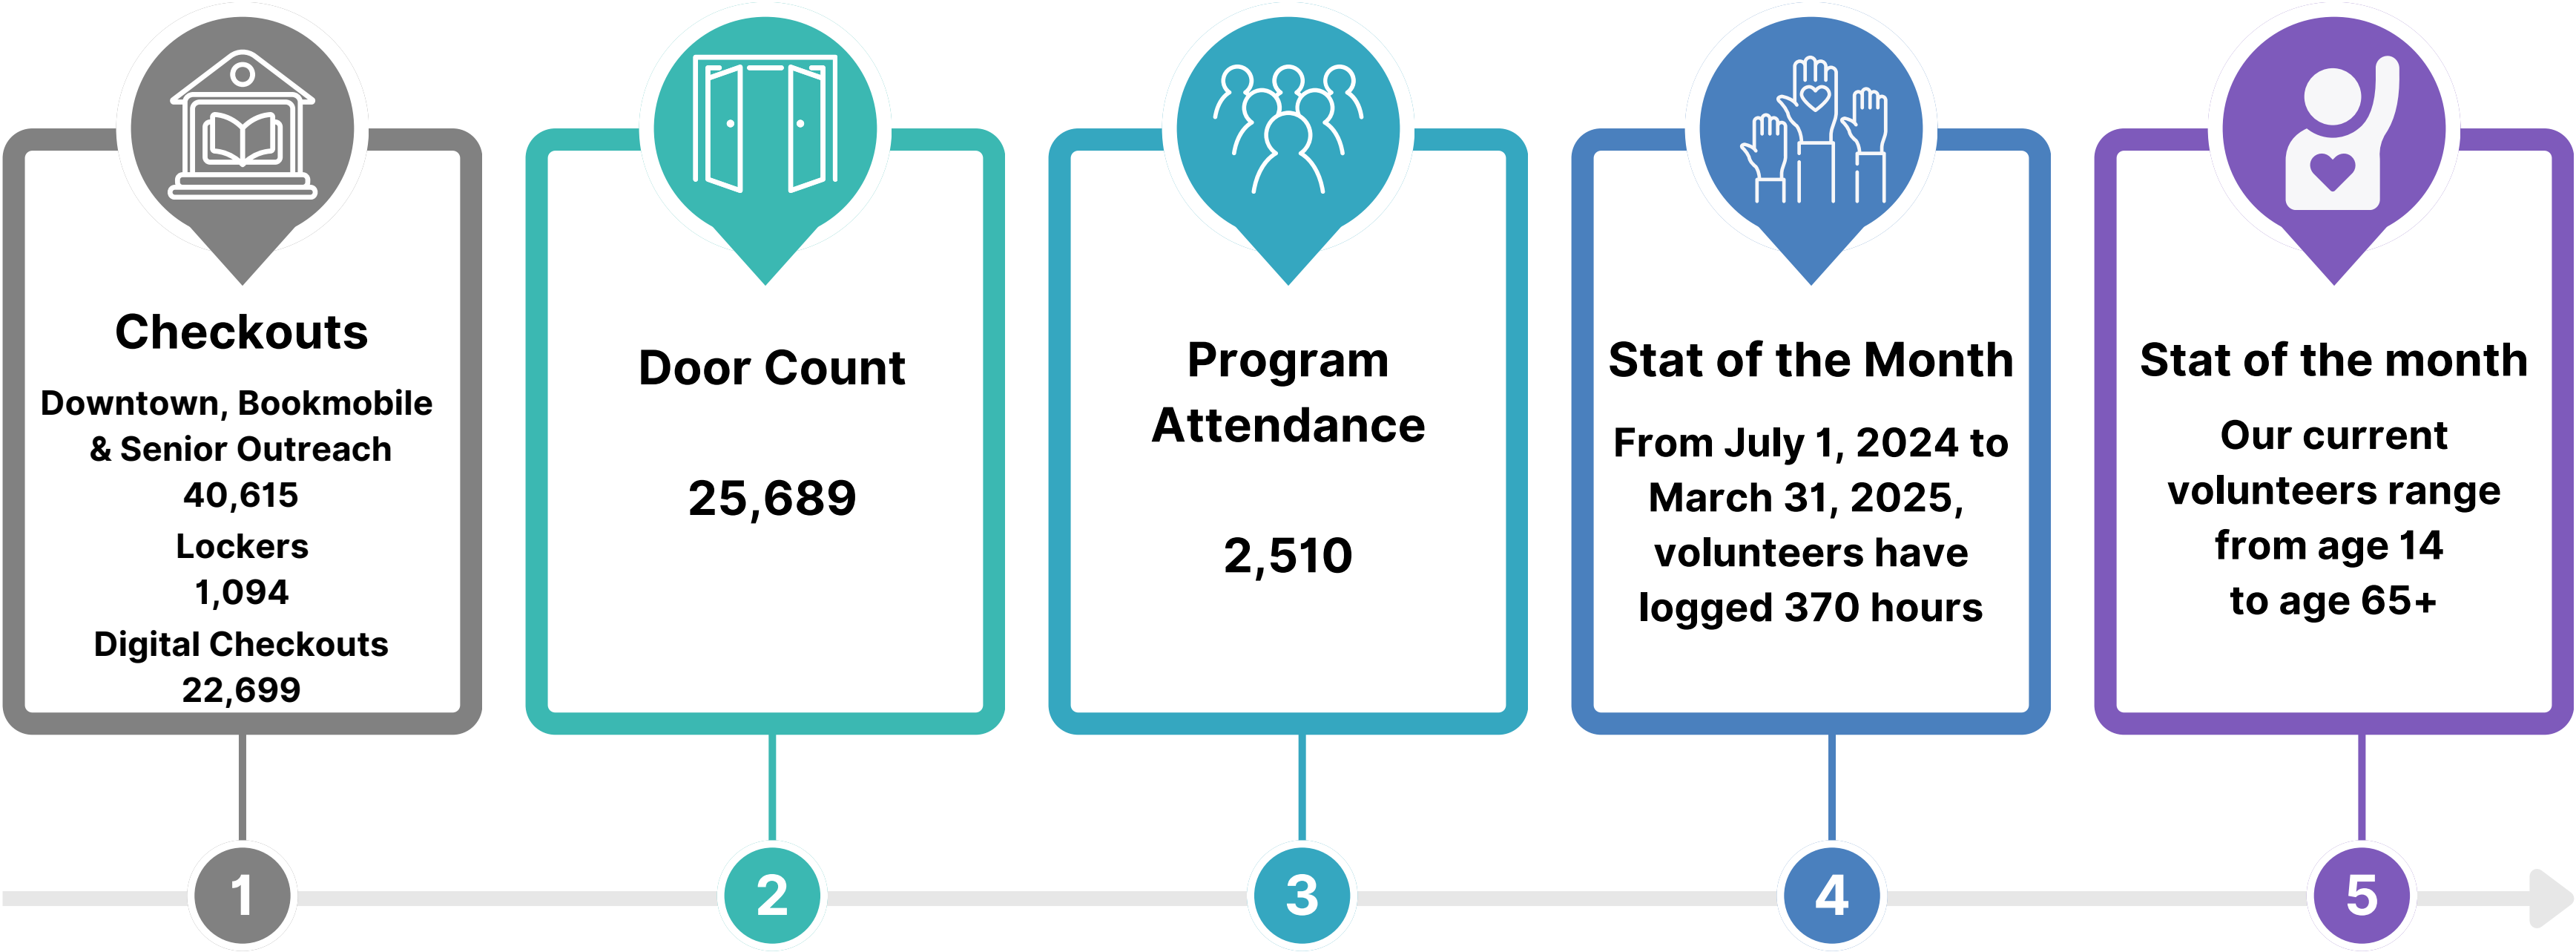 Checkouts
Downtown, Bookmobile
& Senior Outreach
40,615
Lockers
1,094
Digital Checkouts
22,699
Door Count
25,689
Program
Attendance
2,510
Stat of the Month
From July 1, 2024 to
March 31, 2025,
volunteers have
logged 370 hours
Stat of the month
Our current
volunteers range
from age 14
to age 65+
1
2
3
4
5